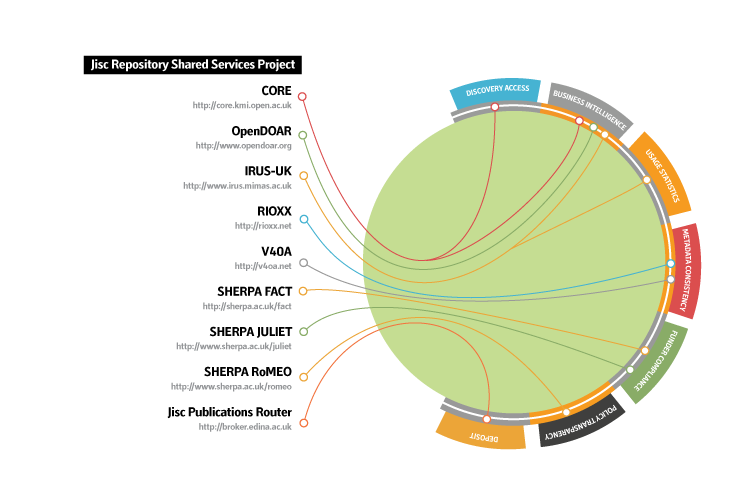 Jisc Repository Shared Services Project
CORE
http://core.kmi.open.ac.uk
OpenDOAR
http://www.opendoar.org
IRUS-UK
http://www.irus.mimas.ac.uk
RIOXX
http://rioxx.net
V4OA
http://v4oa.net
SHERPA FACT
http://sherpa.ac.uk/fact
SHERPA JULIET
http://www.sherpa.ac.uk/juliet
SHERPA RoMEO
http://www.sherpa.ac.uk/romeo
Jisc Publications Router
http://broker.edina.ac.uk
DISCOVERY ACCESS
BUSINESS INTELLIGENCE
USAGE STATISTICS
METADATA CONSISTENCY
FUNDER COMPLIANCE
POLICY TRANSPARENCY
DEPOSIT